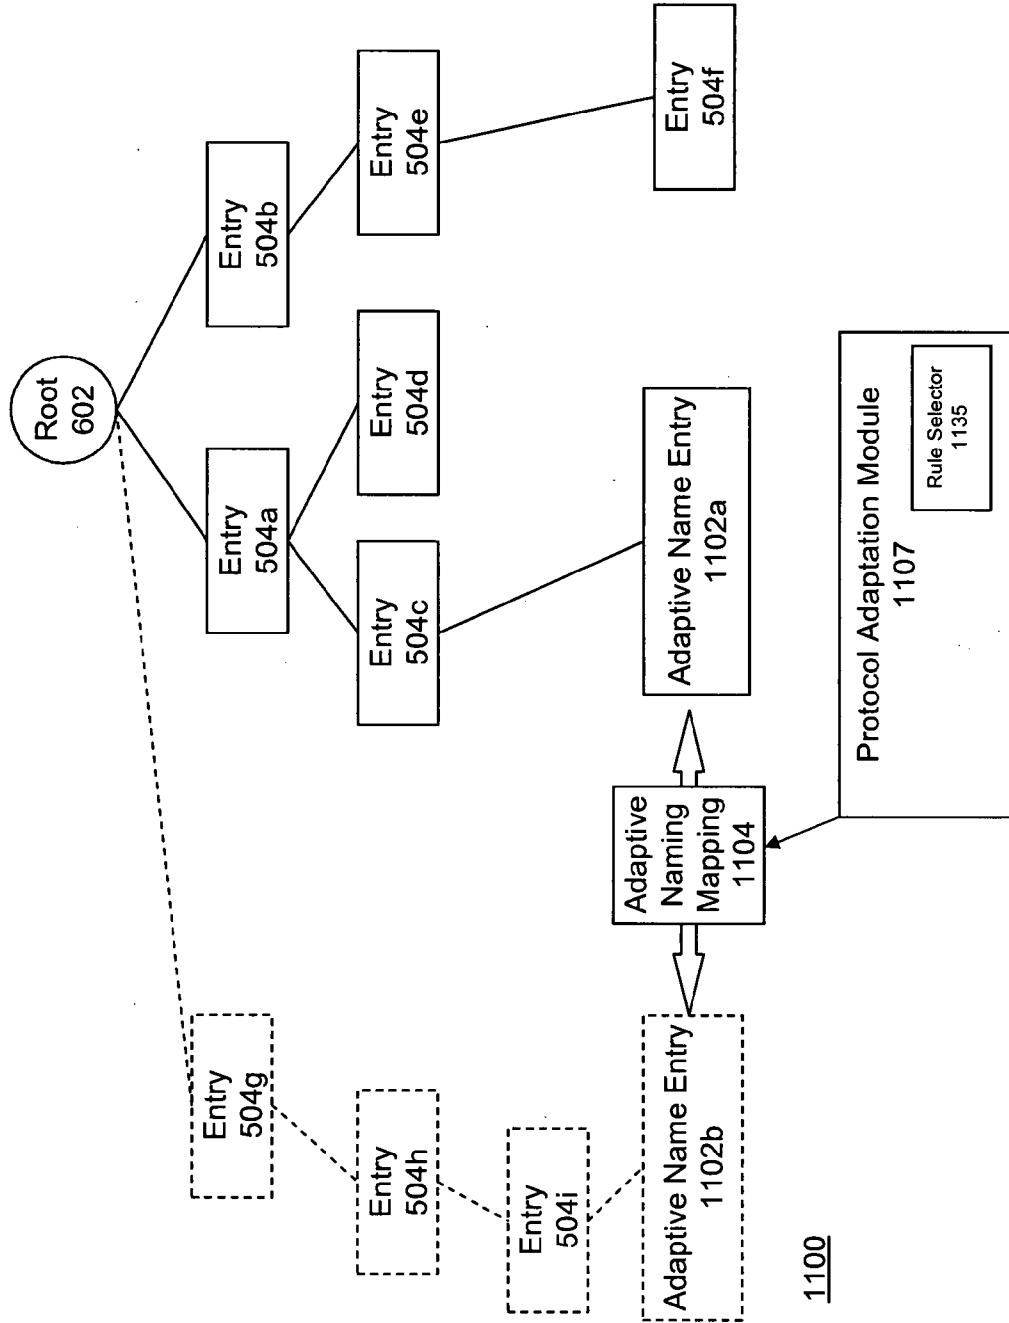 Root
602
Entry
504g
Entry
504a
Entry
504b
Entry
504h
Entry
504c
Entry
504d
Entry
504e
Entry
504i
Adaptive Name Entry
1102b
Adaptive
Naming
Mapping
1104
Adaptive Name Entry
1102a
Entry
504f
Protocol Adaptation Module
1107
Rule Selector
1135
1100